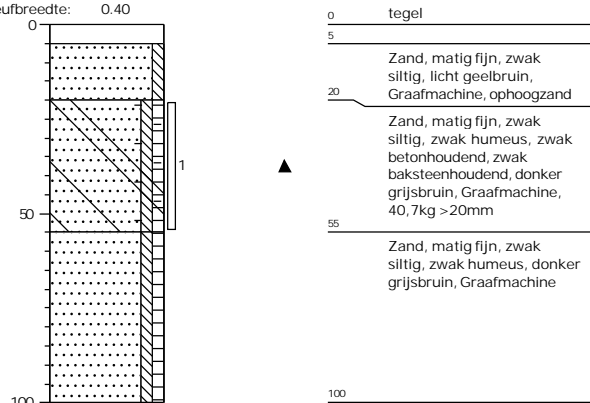 eufbreedte: 0.40
0
50
100
1
0
tegel
5
Zand, matig fijn, zwak
siltig, licht geelbruin,
Graafmachine, ophoogzand
20
Zand, matig fijn, zwak
siltig, zwak humeus, zwak
betonhoudend, zwak
baksteenhoudend, donker
grijsbruin, Graafmachine,
40,7kg >20mm
55
Zand, matig fijn, zwak
siltig, zwak humeus, donker
grijsbruin, Graafmachine
100